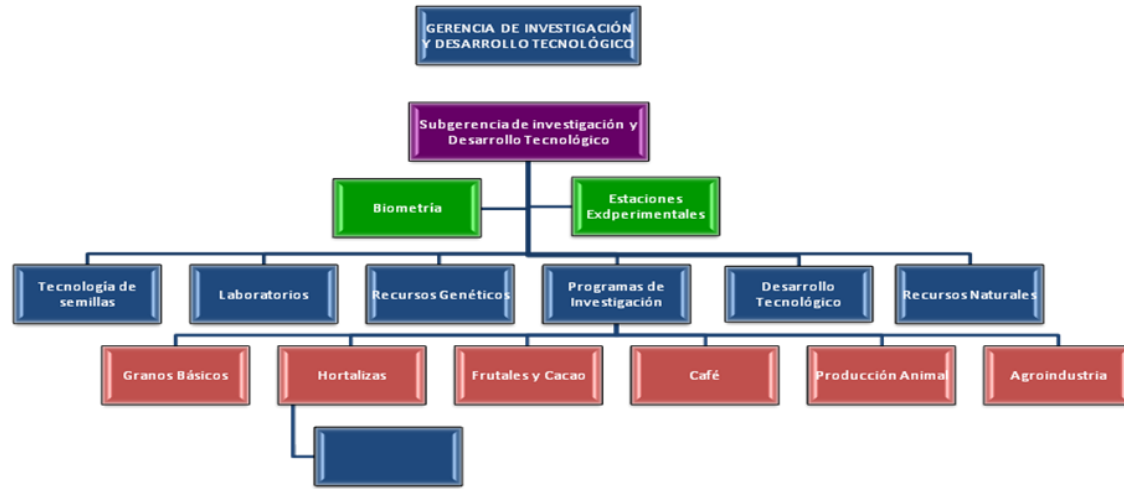 GERENCIA DE INVESTIGACIÓN
Y DESARROLLO TECNOLÓGICO
Subgerencia de investigación y
Desarrollo Tecnológico
Biometría
Estaciones
Exdperimentales
Tecnología de
semillas
Laboratorios
Recursos Genéticos
Programas de
Investigación
Desarrollo
Tecnológico
Recursos Naturales
Granos Básicos
Hortalizas
Frutales y Cacao
Café
Producción Animal
Agroindustria